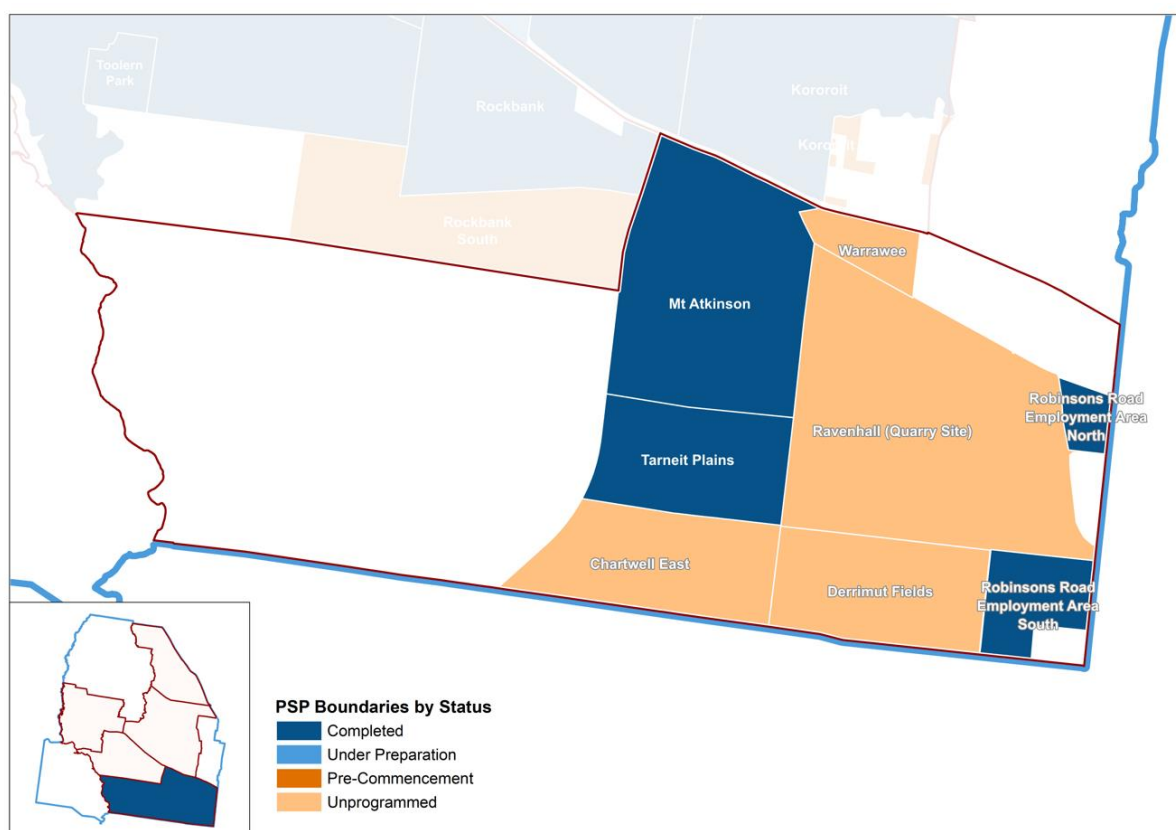 Toolern
Park
Rockbank
Kororoit
Kororoit
Rockbank
South
Warrawee
Mt Atkinson
Robinsons Road
Employment Area
North
Ravenhall (Quarry Site)
Tarneit Plains
Chartwell East
Derrimut Fields
Robinsons Road
Employment Area
South
PSP Boundaries by Status
Completed
Under Preparation
Pre-Commencement
Unprogrammed